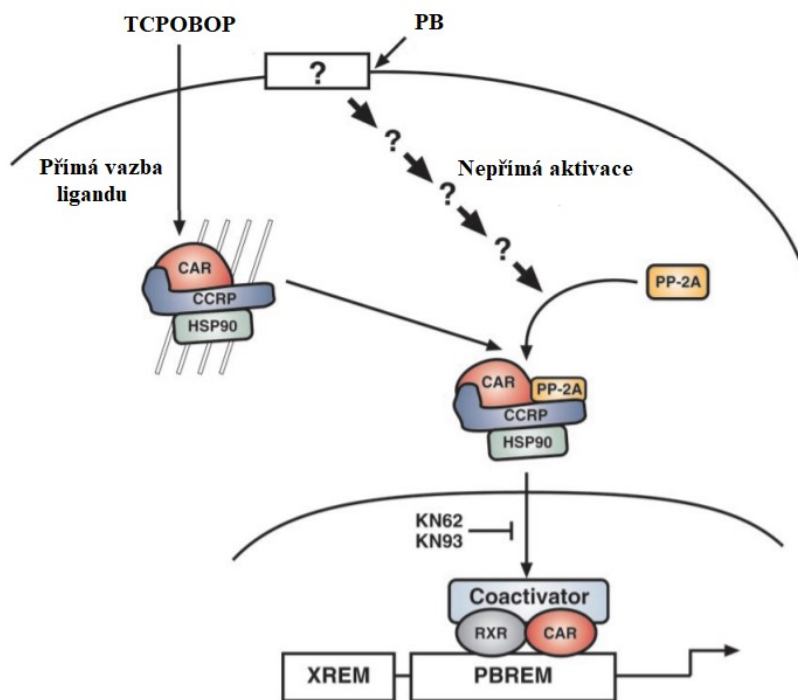 TCPOBOP
PB
?
Přímá vazba
ligandu
?
Nepřímá aktivace
?
?
CAR
CCRP
HSP90
PP-2A
CAR
PP-2A
CCRP
HSP90
KN62
KN93
Coactivator
RXR
CAR
XREM
PBREM